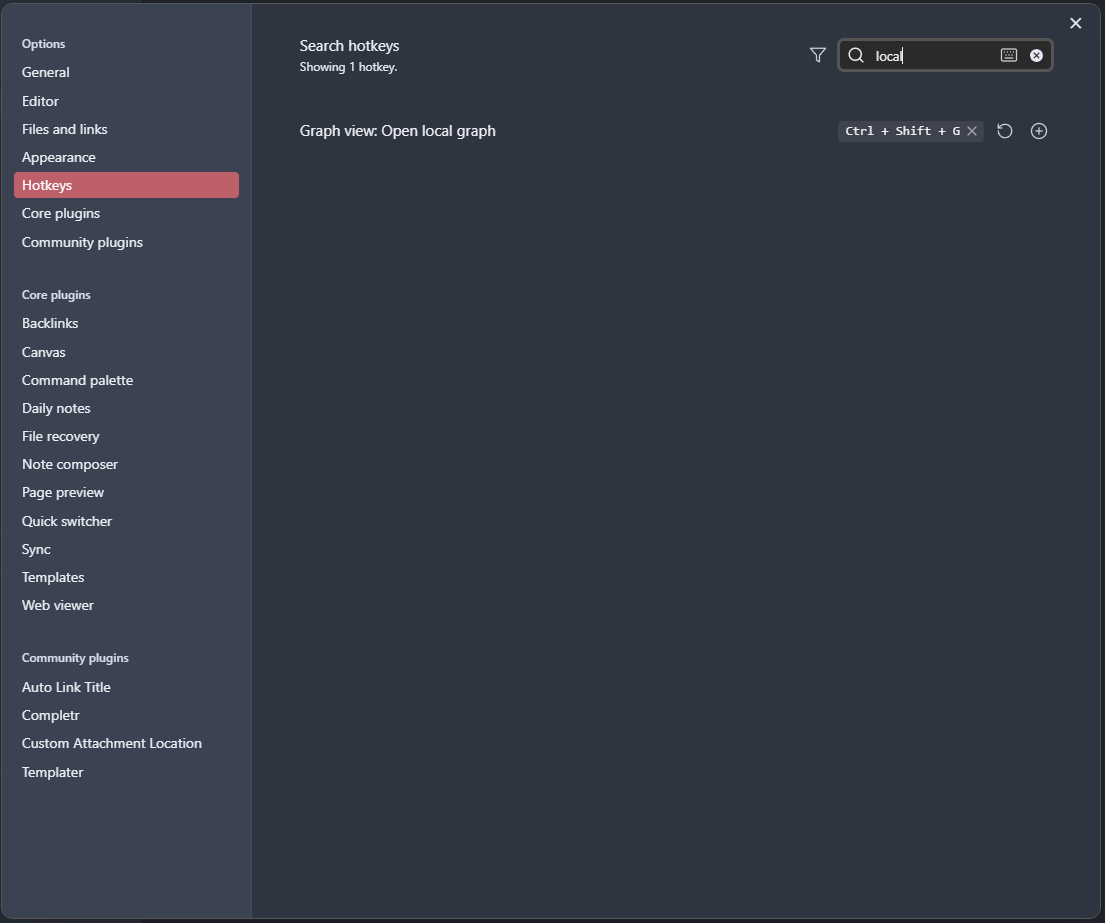 Options
General
Editor
Files and links
Appearance
Hotkeys
Core plugins
Community plugins
Core plugins
Backlinks
Canvas
Command palette
Daily notes
File recovery
Note composer
Page preview
Quick switcher
Sync
Templates
Web viewer
Community plugins
Auto Link Title
Completr
Custom Attachment Location
Templater
Search hotkeys
Showing 1 hotkey.
local
Graph view: Open local graph
Ctrl + Shift + G